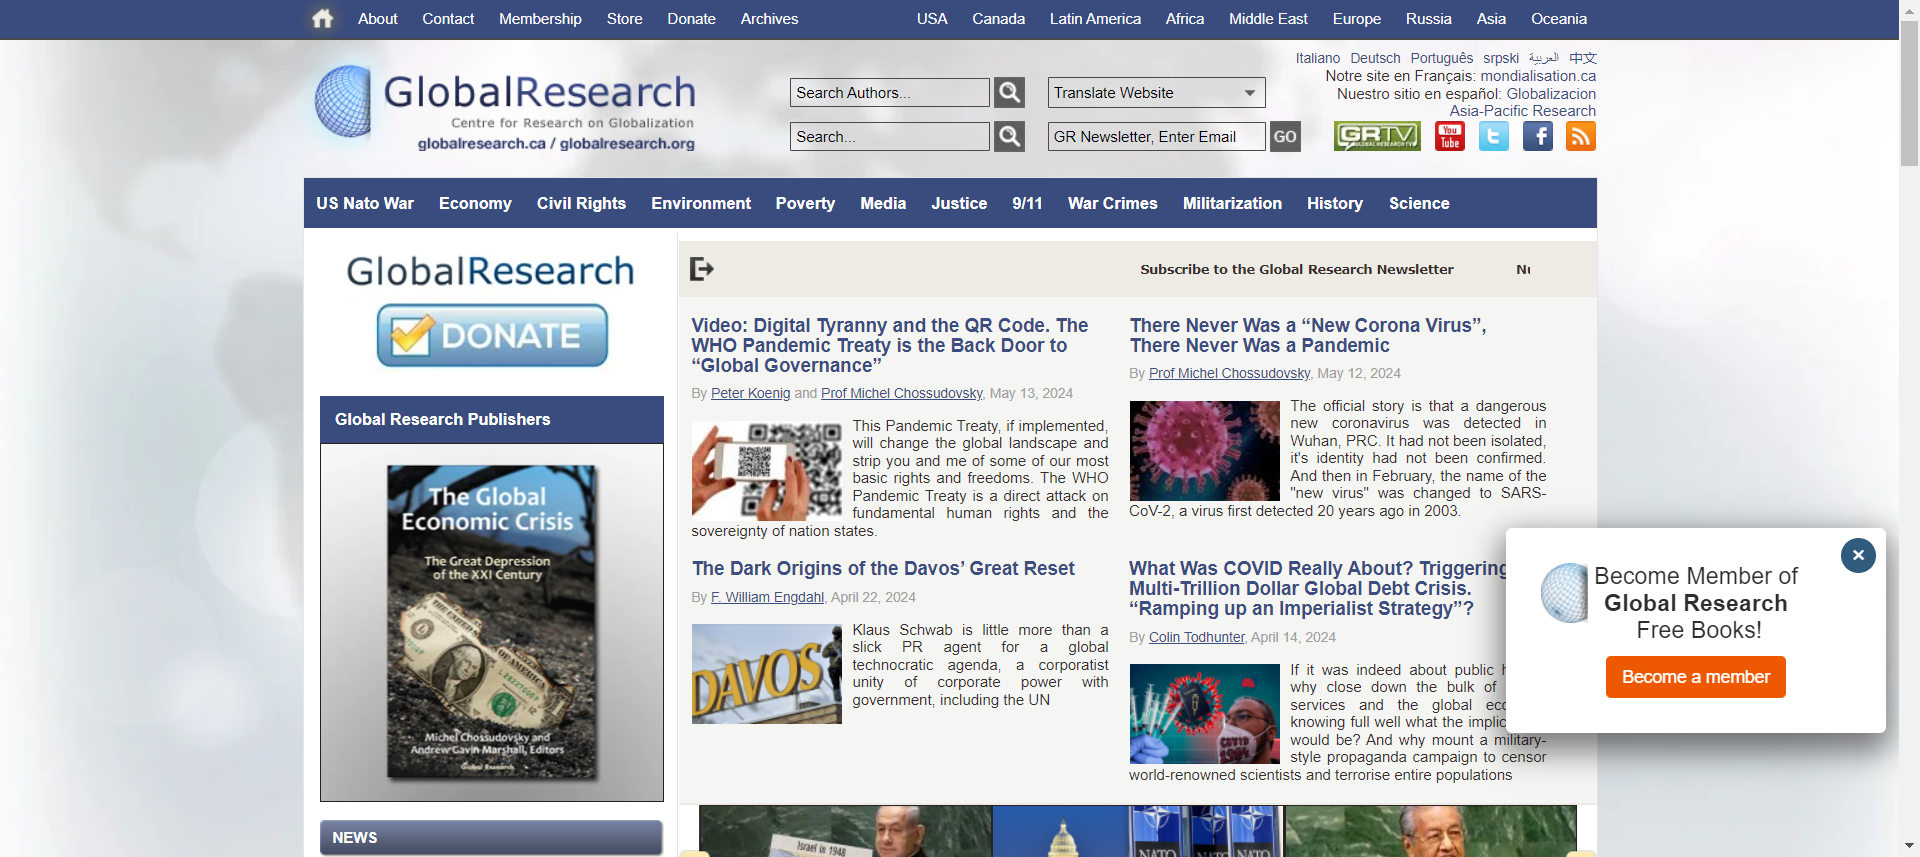 About Contact Membership Store Donate Archives USA Canada Latin America Africa Middle East Europe Russia Asia Oceania
Italiano Deutsch Português srpski العربية 中文
Notre site en Français: mondialisation.ca
Nuestro sitio en español: Globalizacion
Asia-Pacific Research
GlobalResearch
Centre for Research on Globalization
globalresearch.ca / globalresearch.org
Search Authors...
Translate Website
Search...
GR Newsletter, Enter Email GO
GRTV
GLOBAL RESEARCH TV
You
Tube
US Nato War Economy Civil Rights Environment Poverty Media Justice 9/11 War Crimes Militarization History Science
GlobalResearch
DONATE
Global Research Publishers
The Global
Economic Crisis
The Great Depression
of the XXI Century
Michel Chossudovsky and
Andrew Gavin Marshall, Editors
Global Research
NEWS
Subscribe to the Global Research Newsletter
Video: Digital Tyranny and the QR Code. The
WHO Pandemic Treaty is the Back Door to
“Global Governance”
By Peter Koenig and Prof Michel Chossudovsky, May 13, 2024
This Pandemic Treaty, if implemented,
will change the global landscape and
strip you and me of some of our most
basic rights and freedoms. The WHO
Pandemic Treaty is a direct attack on
fundamental human rights and the
sovereignty of nation states.
There Never Was a “New Corona Virus”,
There Never Was a Pandemic
By Prof Michel Chossudovsky, May 12, 2024
The official story is that a dangerous
new coronavirus was detected in
Wuhan, PRC. It had not been isolated,
it's identity had not been confirmed.
And then in February, the name of the
"new virus" was changed to SARS-
CoV-2, a virus first detected 20 years ago in 2003.
The Dark Origins of the Davos’ Great Reset
By F. William Engdahl, April 22, 2024
DAVOS
Klaus Schwab is little more than a
slick PR agent for a global
technocratic agenda, a corporatist
unity of corporate power with
government, including the UN
What Was COVID Really About? Triggering
Multi-Trillion Dollar Global Debt Crisis.
“Ramping up an Imperialist Strategy”?
By Colin Todhunter, April 14, 2024
COVID
If it was indeed about public
why close down the bulk of
services and the global
knowing full well what the
would be? And why mount a military-
style propaganda campaign to censor
world-renowned scientists and terrorise entire populations
Become Member of
Global Research
Free Books!
Become a member
Israel in 1948
NATO
NATO